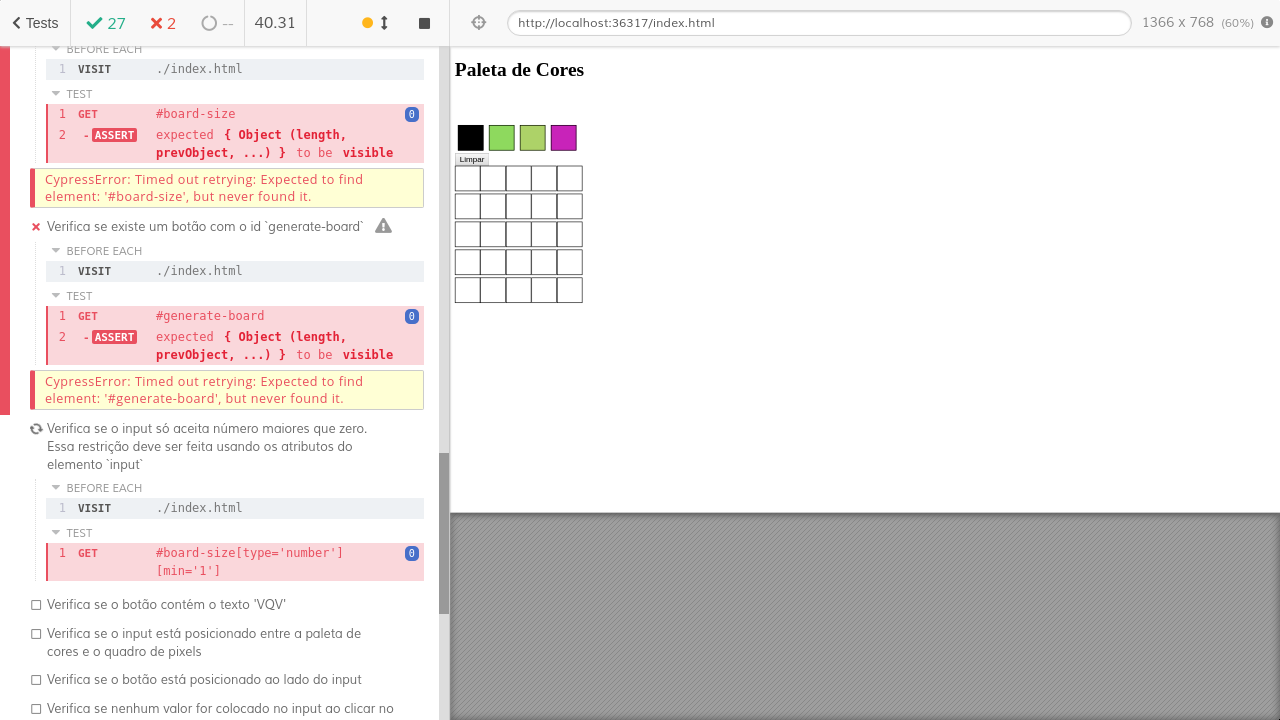 Tests 27 2 -- 40.31
http://localhost:36317/index.html 1366 x 768 (60%)
BEFORE EACH
1 VISIT ./index.html
TEST
1 GET #board-size 0
2 -ASSERT expected { Object (length,
prevObject, ...) } to be visible
CypressError: Timed out retrying: Expected to find
element: '#board-size', but never found it.
Verifica se existe um botão com o id `generate-board`
BEFORE EACH
1 VISIT ./index.html
TEST
1 GET #generate-board 0
2 -ASSERT expected { Object (length,
prevObject, ...) } to be visible
CypressError: Timed out retrying: Expected to find
element: '#generate-board', but never found it.
Verifica se o input só aceita número maiores que zero.
Essa restrição deve ser feita usando os atributos do
elemento `input`
BEFORE EACH
1 VISIT ./index.html
TEST
1 GET #board-size[type='number'] 0
[min='1']
Verifica se o botão contém o texto 'VQV'
Verifica se o input está posicionado entre a paleta de
cores e o quadro de pixels
Verifica se o botão está posicionado ao lado do input
Verifica se nenhum valor for colocado no input ao clicar no
Paleta de Cores
Limpar